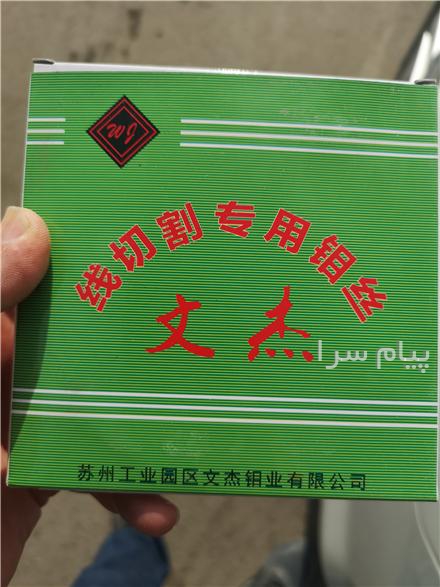 WJ
线切割专用钼丝
文杰
پیام سرا
苏州工业园区文杰钼业有限公司